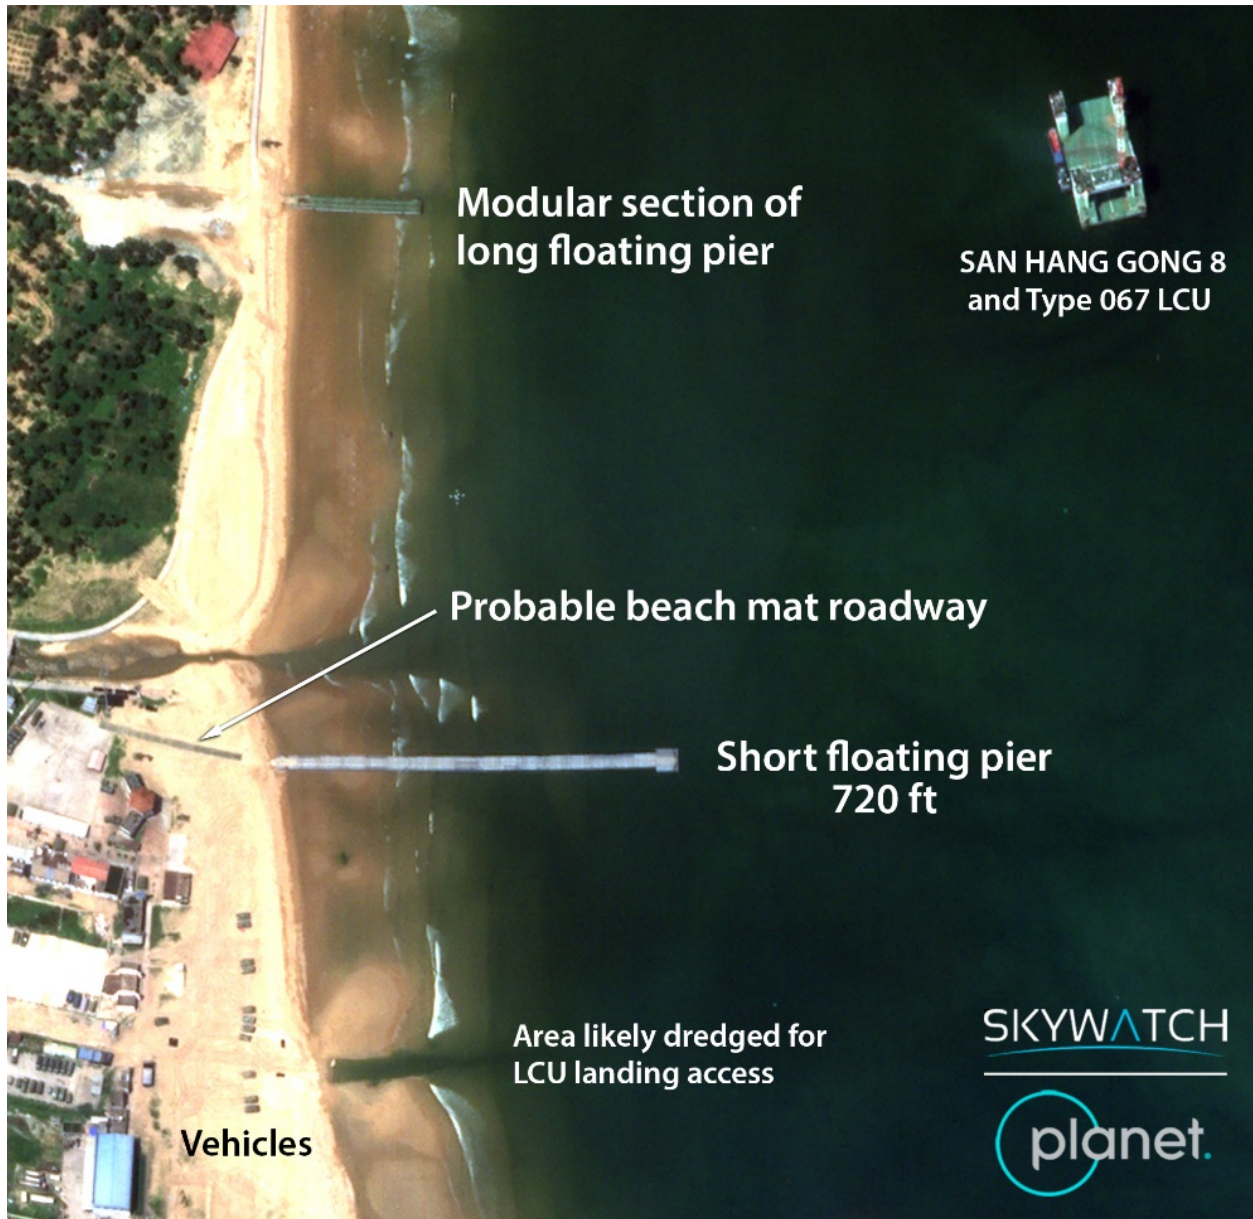 Modular section of
long floating pier
SAN HANG GONG 8
and Type 067 LCU
Probable beach mat roadway
Short floating pier
720 ft
Area likely dredged for
LCU landing access
Vehicles
SKYWATCH
planet.